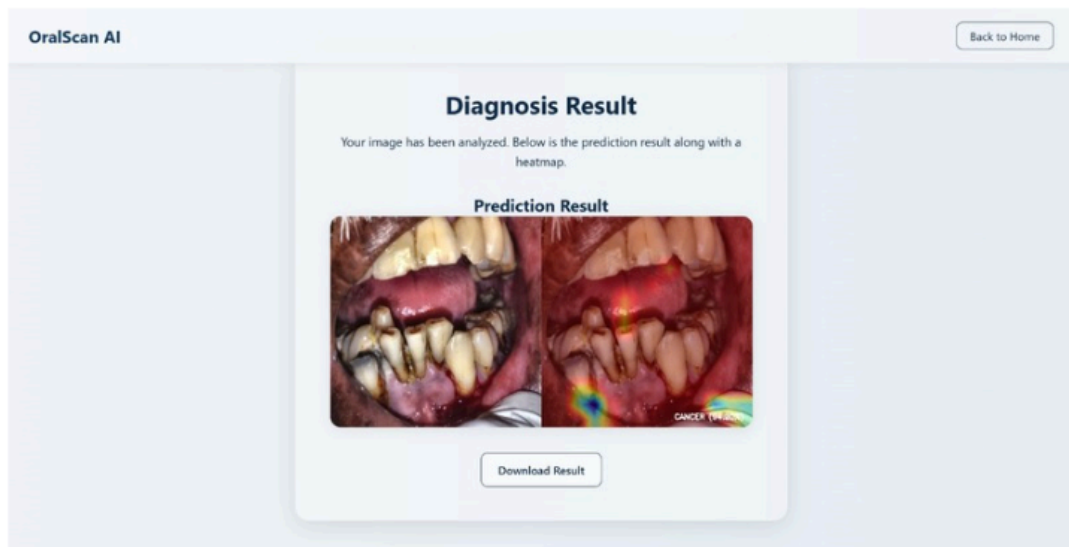 OralScan AI
Back to Home
Diagnosis Result
Your image has been analyzed. Below is the prediction result along with a
heatmap.
Prediction Result
CANCER
Download Result